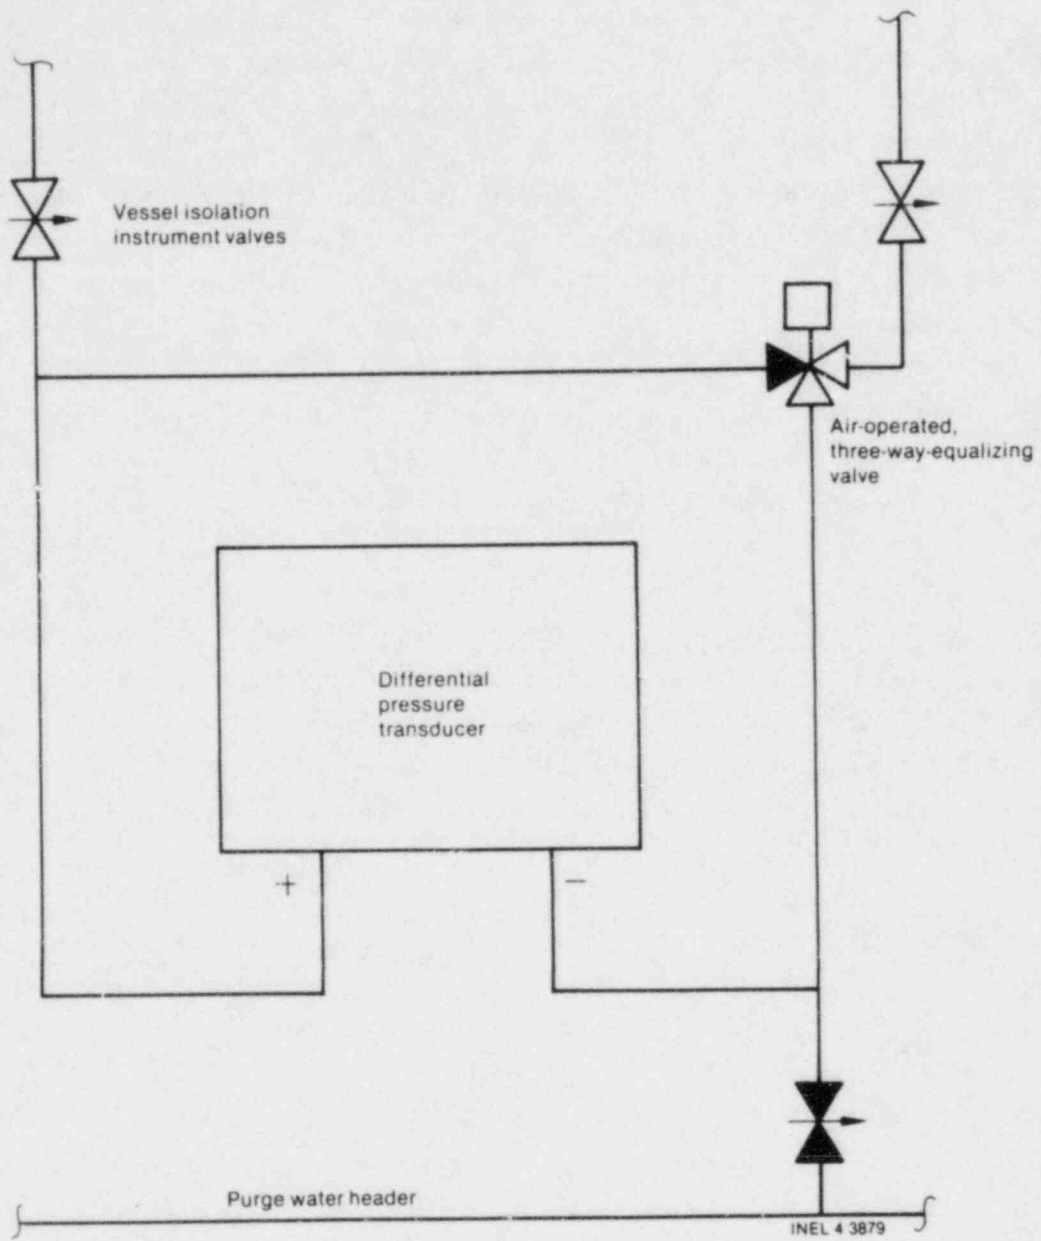 Vessel isolation
instrument valves
Air-operated,
three-way-equalizing
valve
Differential
pressure
transducer
+
−
Purge water header
INEL 4 3879